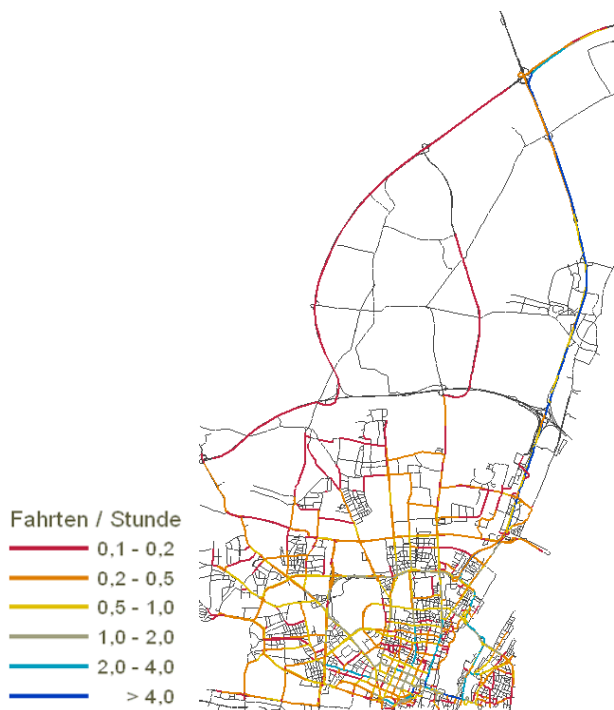 Fahrten / Stunde
0,1 - 0,2
0,2 - 0,5
0,5 - 1,0
1,0 - 2,0
2,0 - 4,0
> 4,0